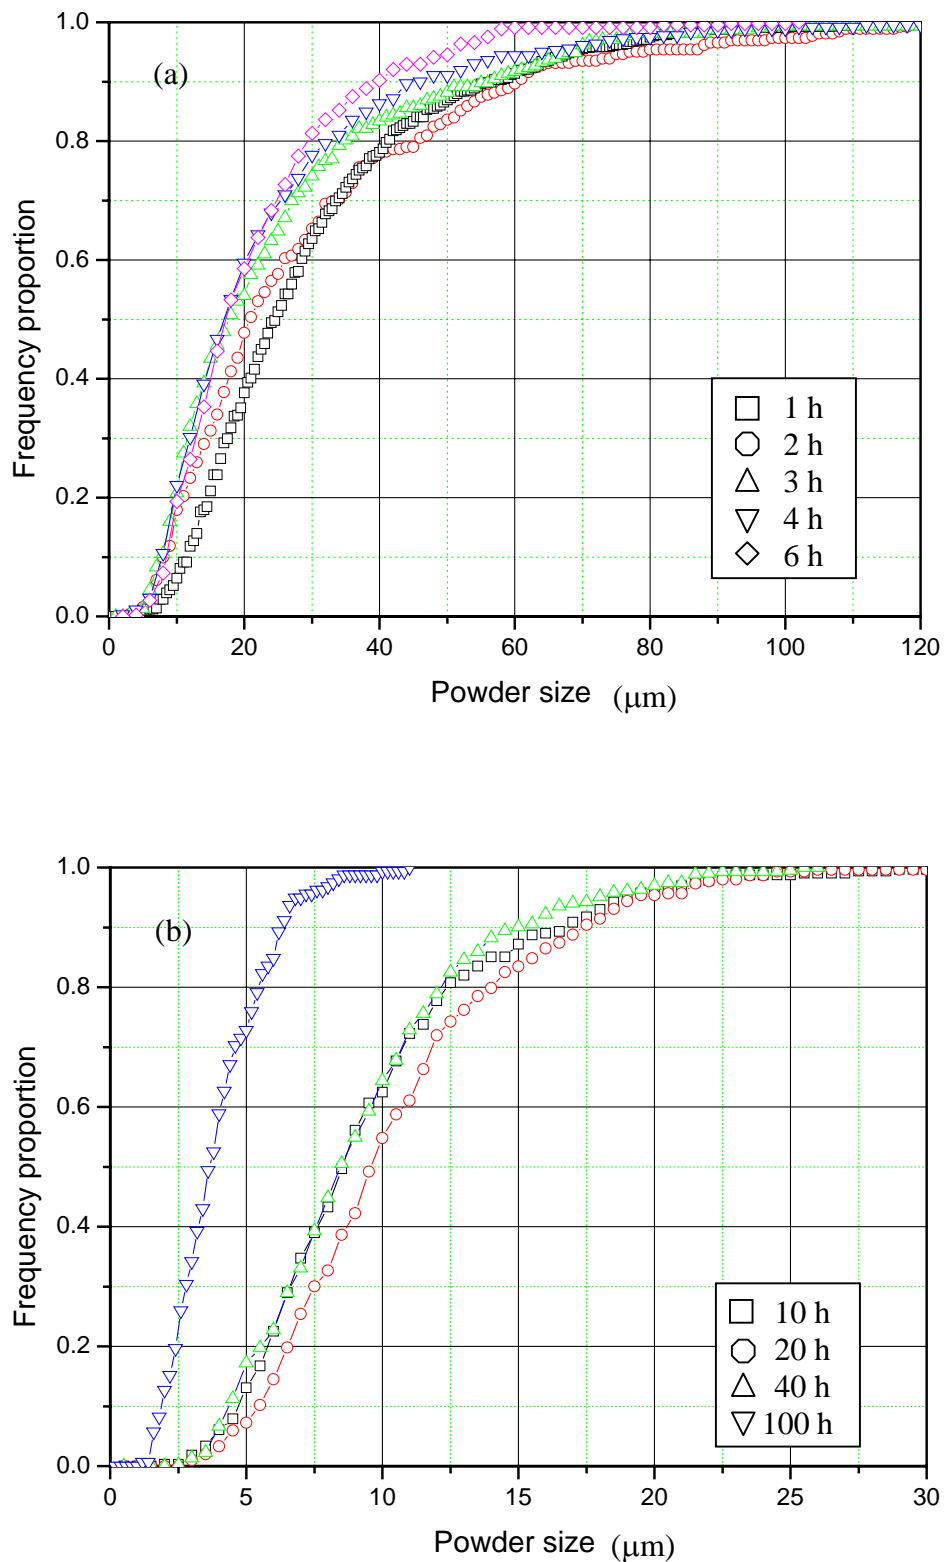 1.0
(a)
0.8
0.6
Frequency proportion
0.4
1 h
2 h
3 h
0.2
4 h
6 h
0.0
0 20 40 60 80 100 120
Powder size (μm)
1.0
(b)
0.8
0.6
Frequency proportion
0.4
10 h
20 h
0.2
40 h
100 h
0.0
0 5 10 15 20 25 30
Powder size (μm)